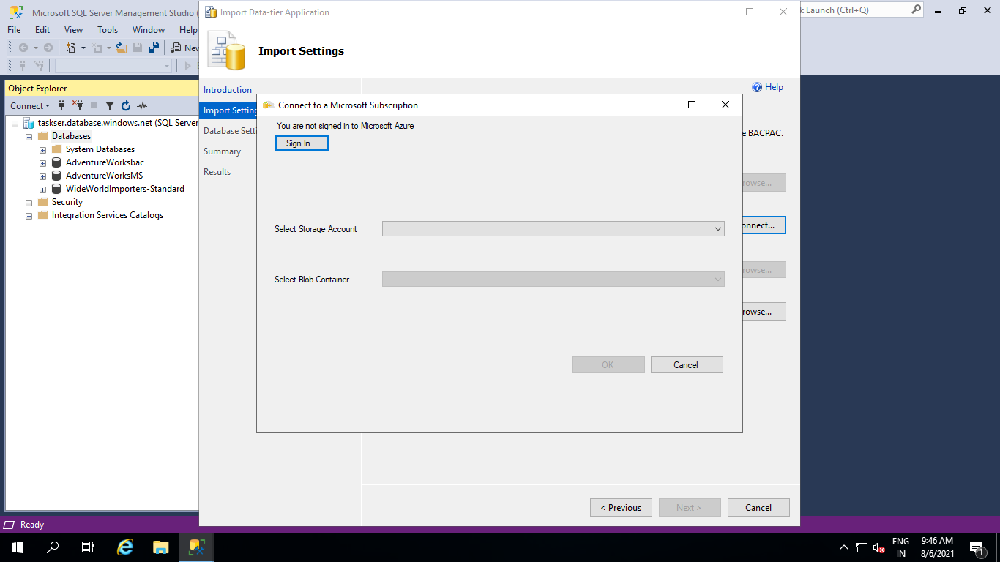 Microsoft SQL Server Management Studio (
Import Data-tier Application
k Launch (Ctrl+Q)
File Edit View Tools Window Help
New
Import Settings
Object Explorer
Connect
taskser.database.windows.net (SQL Server
Databases
System Databases
AdventureWorksbac
AdventureWorksMS
WideWorldImporters-Standard
Security
Integration Services Catalogs
Introduction
Help
Import Setting
Database Setti
Summary
Results
e BACPAC.
rowse...
onnect...
rowse...
rowse...
Connect to a Microsoft Subscription
You are not signed in to Microsoft Azure
Sign In...
Select Storage Account
Select Blob Container
OK Cancel
< Previous Next > Cancel
Ready
ENG
IN
9:46 AM
8/6/2021
1